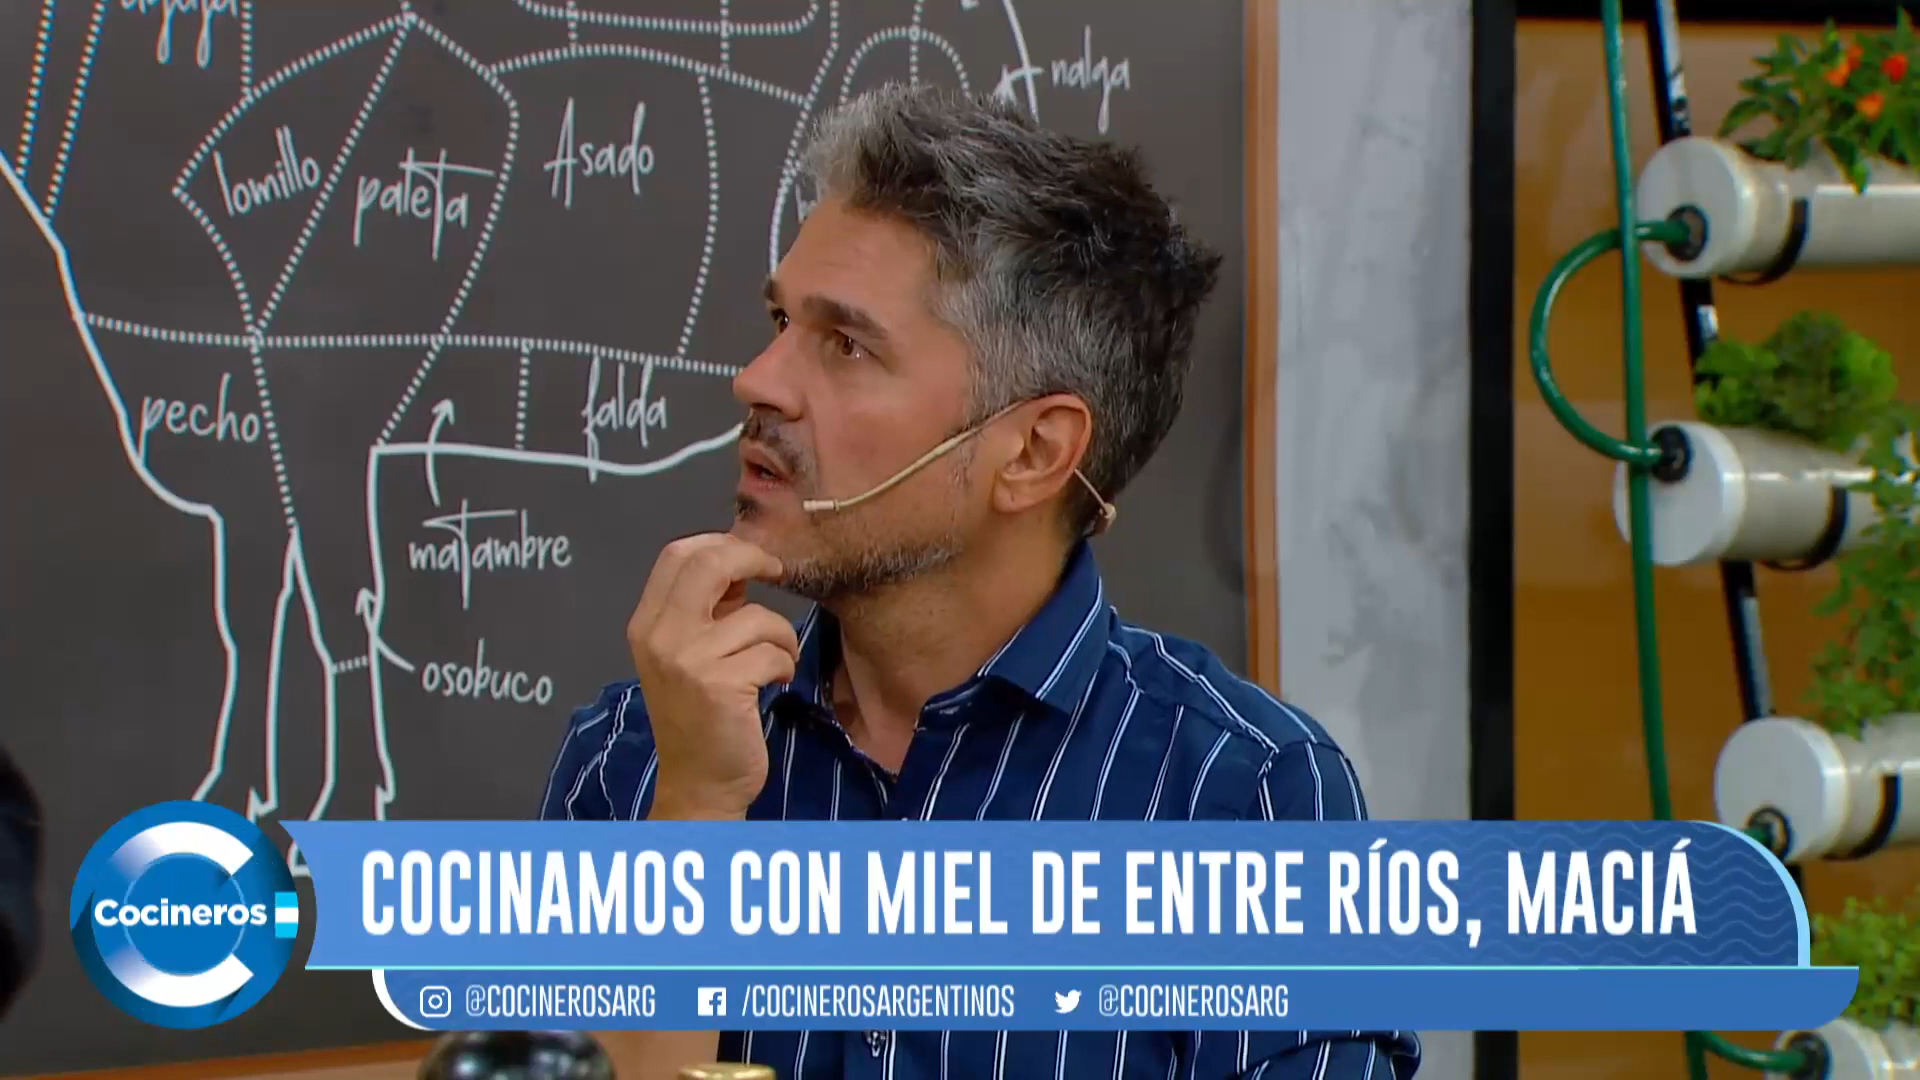 nalga
Asado
lomillo
paleta
pecho
falda
matambre
osobuco
COCINAMOS CON MIEL DE ENTRE RÍOS, MACIÁ
Cocineros
@COCINEROSARG /COCINEROSARGENTINOS @COCINEROSARG